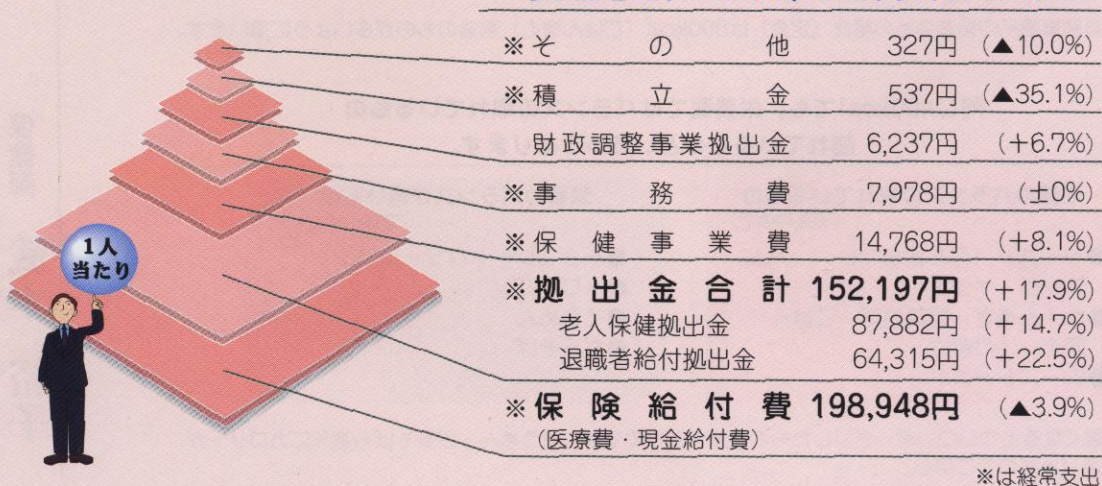 ※その他 327円 (▲10.0%)
※積立金 537円 (▲35.1%)
財政調整事業拠出金 6,237円 (+6.7%)
※事務費 7,978円 (±0%)
※保健事業費 14,768円 (+8.1%)
※拠出金合計 152,197円 (+17.9%)
老人保健拠出金 87,882円 (+14.7%)
退職者給付拠出金 64,315円 (+22.5%)
※保険給付費 198,948円 (▲3.9%)
(医療費・現金給付費)
※は経常支出
1人
当たり